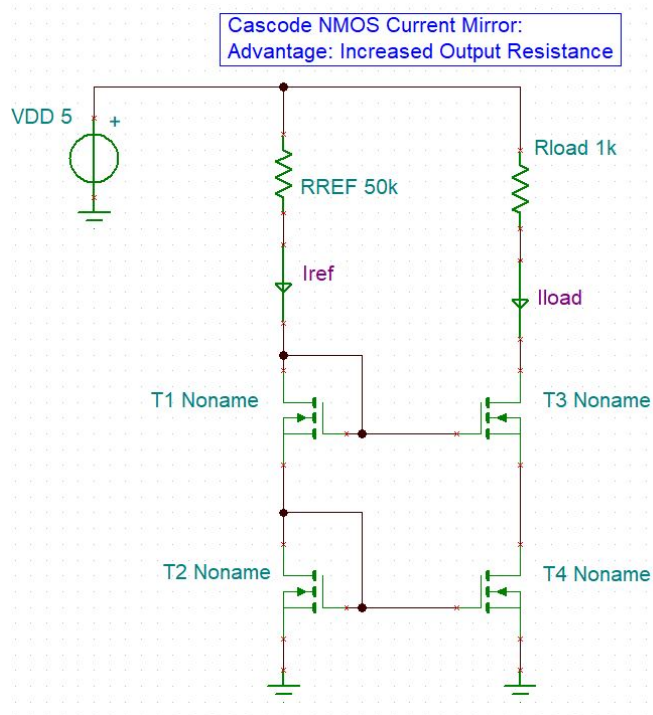 Cascode NMOS Current Mirror:
Advantage: Increased Output Resistance
VDD 5
+
Rload 1k
RREF 50k
Iref
Iload
T1 Noname
T3 Noname
T2 Noname
T4 Noname